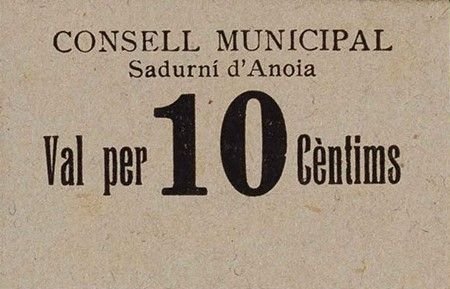 CONSELL MUNICIPAL
Sadurní d'Anoia
Val per 10 Cèntims